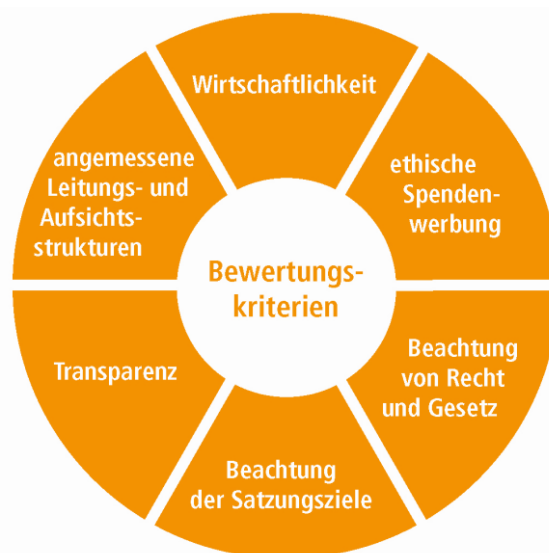 Wirtschaftlichkeit
ethische
Spenden-
werbung
Beachtung
von Recht
und Gesetz
Beachtung
der Satzungsziele
Transparenz
angemessene
Leitungs- und
Aufsichts-
strukturen
Bewertungs-
kriterien